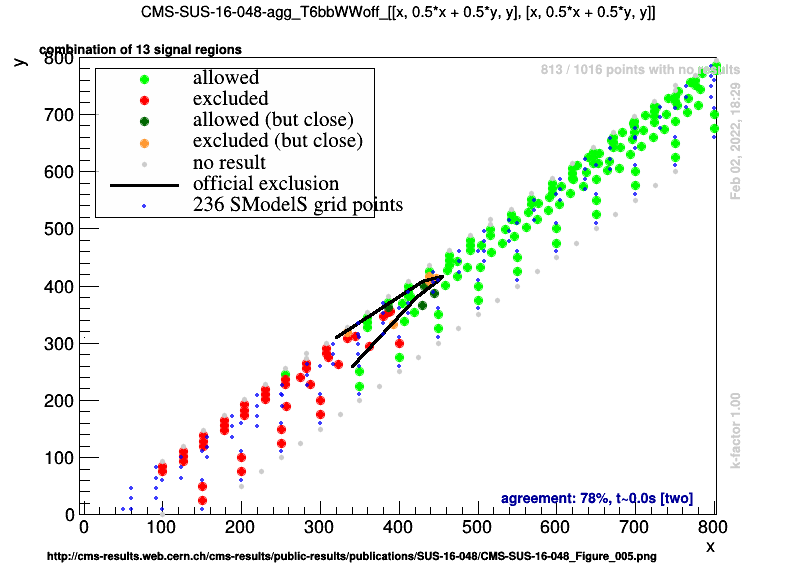 CMS-SUS-16-048-agg_T6bbWWoff_[[x, 0.5*x + 0.5*y, y], [x, 0.5*x + 0.5*y, y]]
combination of 13 signal regions
y
813 / 1016 points with no results
allowed
excluded
allowed (but close)
excluded (but close)
no result
official exclusion
236 SModelS grid points
Feb 02, 2022, 18:29
k-factor 1.00
800
700
600
500
400
300
200
100
0
agreement: 78%, t~0.0s [two]
0 100 200 300 400 500 600 700 800
x
http://cms-results.web.cern.ch/cms-results/public-results/publications/SUS-16-048/CMS-SUS-16-048_Figure_005.png